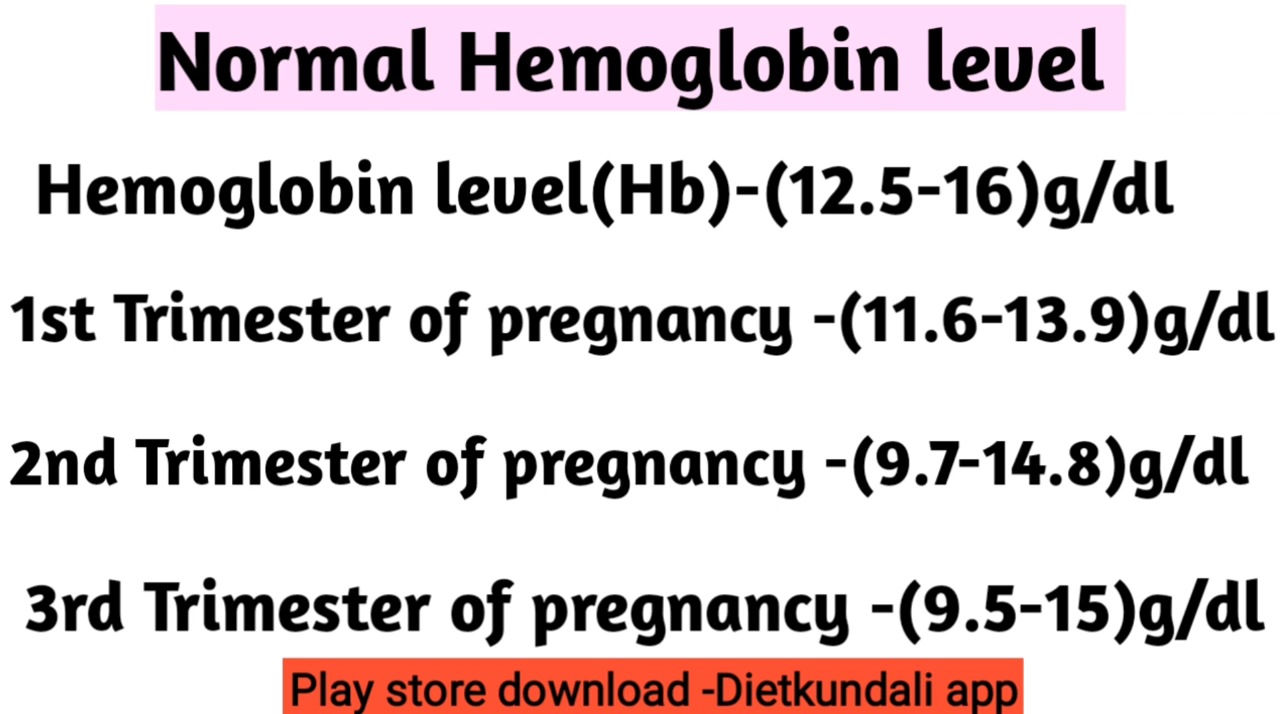 Normal Hemoglobin level
Hemoglobin level(Hb)-(12.5-16)g/dl
1st Trimester of pregnancy -(11.6-13.9)g/dl
2nd Trimester of pregnancy -(9.7-14.8)g/dl
3rd Trimester of pregnancy -(9.5-15)g/dl
Play store download -Dietkundali app